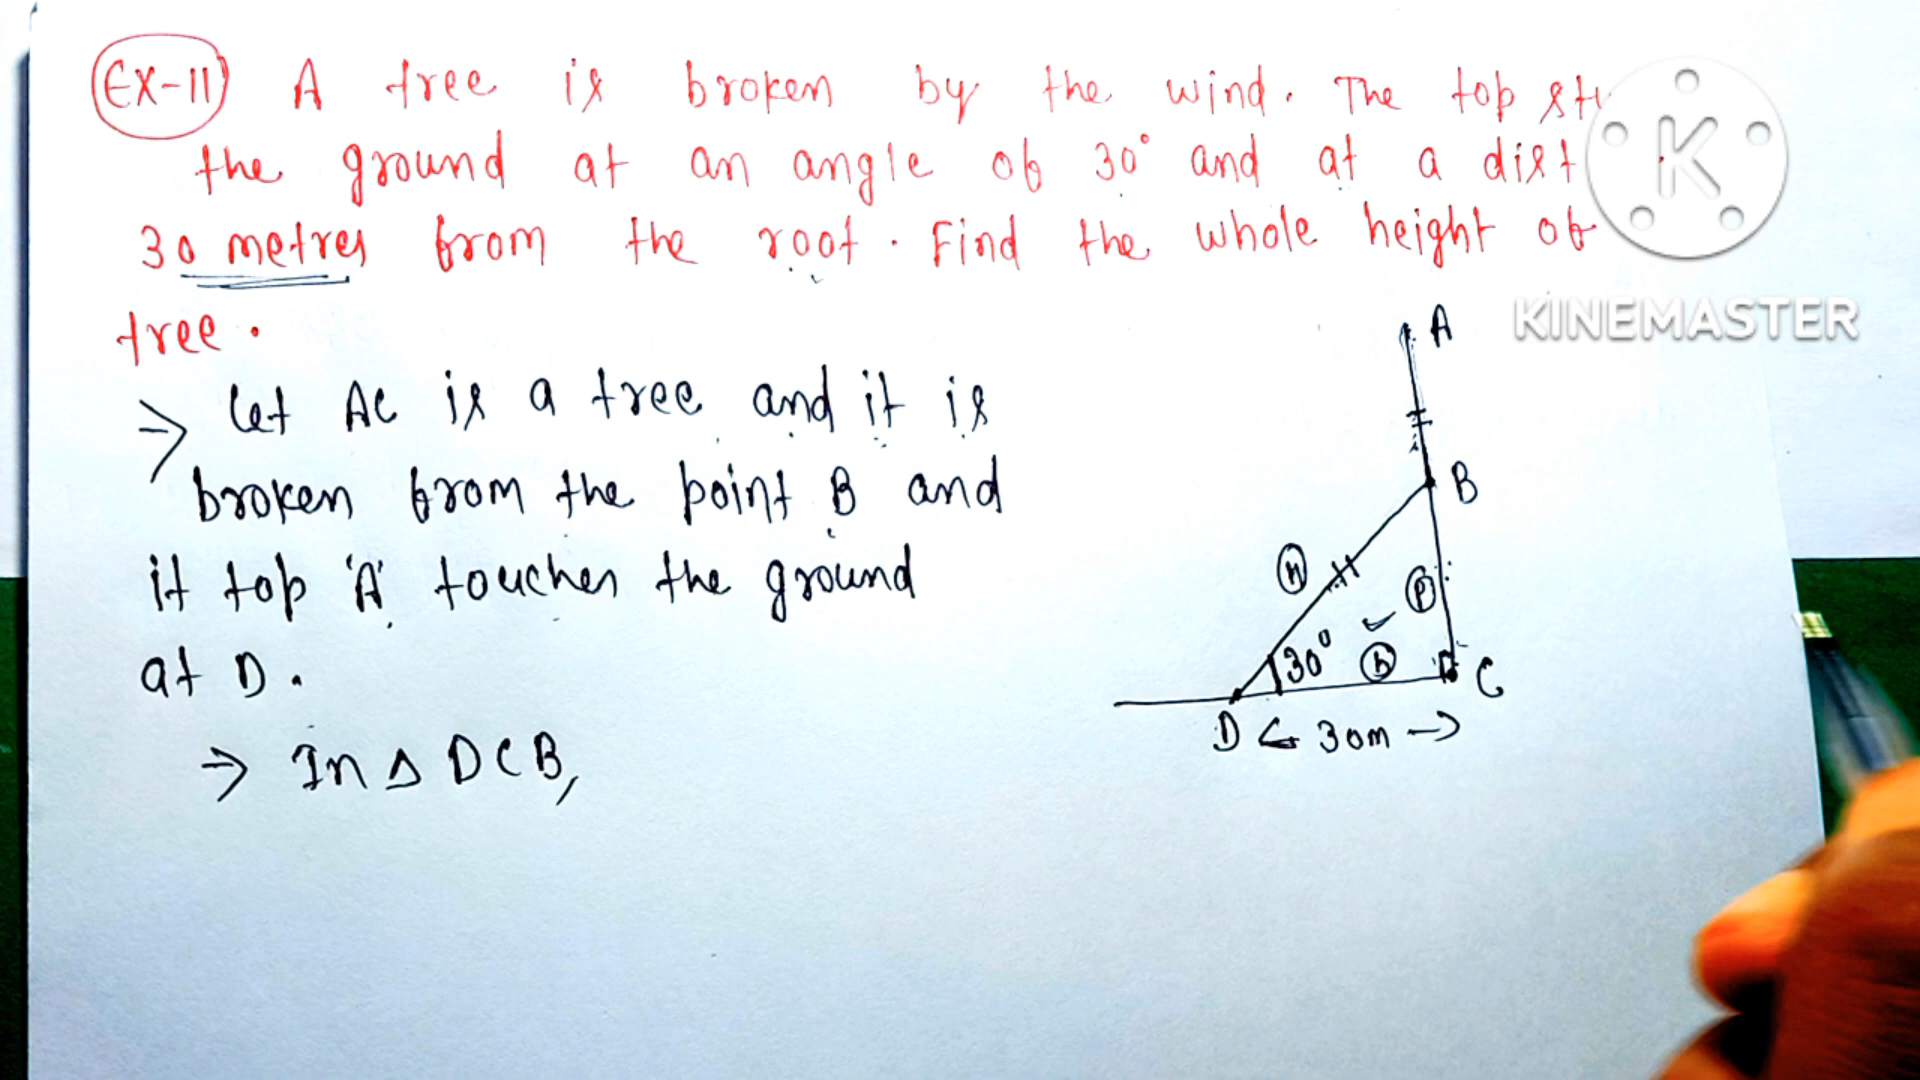 EX-11 A tree is broken by the wind. The top
the ground at an angle of 30° and at a
30 metres from the root. Find the whole height of
tree.
KINEMASTER
K
A
⇒ Let AC is a tree and it is
broken from the point B and
B
it top 'A' touches the ground
H
P
at D.
30° B
C
D ← 30m →
⇒ In Δ DCB,